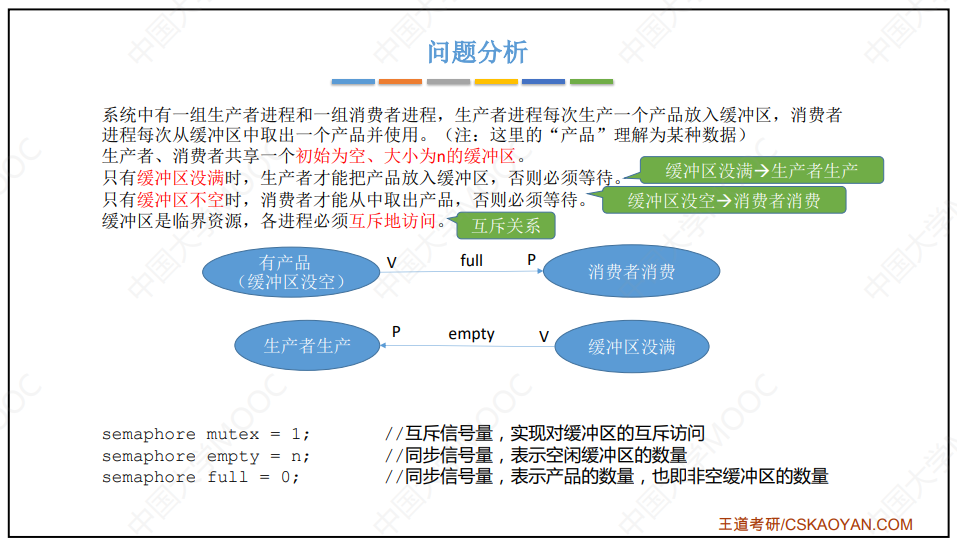 问题分析
系统中有一组生产者进程和一组消费者进程，生产者进程每次生产一个产品放入缓冲区，消费者
进程每次从缓冲区中取出一个产品并使用。（注：这里的“产品”理解为某种数据）
生产者、消费者共享一个初始为空、大小为n的缓冲区。
只有缓冲区没满时，生产者才能把产品放入缓冲区，否则必须等待。
缓冲区没满→生产者生产
只有缓冲区不空时，消费者才能从中取出产品，否则必须等待。
缓冲区没空→消费者消费
缓冲区是临界资源，各进程必须互斥地访问。
互斥关系
有产品
（缓冲区没空）
V
full
P
消费者消费
生产者生产
P
empty
V
缓冲区没满
semaphore mutex = 1; //互斥信号量，实现对缓冲区的互斥访问
semaphore empty = n; //同步信号量，表示空闲缓冲区的数量
semaphore full = 0; //同步信号量，表示产品的数量，也即非空缓冲区的数量
王道考研/CSKAOYAN.COM
中国大学MOOC